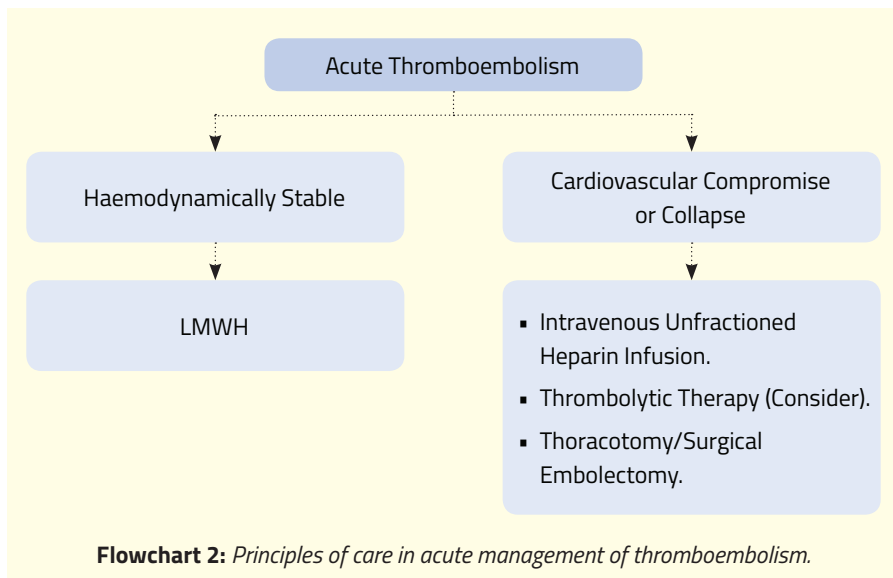 Acute Thromboembolism
Haemodynamically Stable
Cardiovascular Compromise
or Collapse
LMWH
▪ Intravenous Unfractioned
Heparin Infusion.
▪ Thrombolytic Therapy (Consider).
▪ Thoracotomy/Surgical
Embolectomy.
Flowchart 2: Principles of care in acute management of thromboembolism.